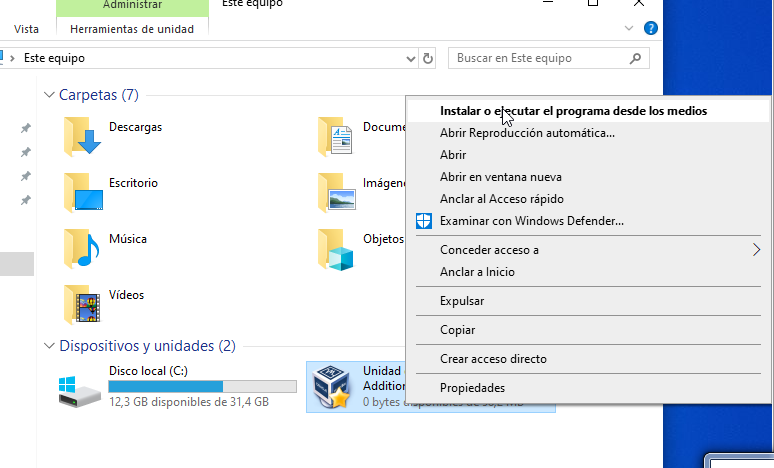 Administrar
Este equipo
Vista
Herramientas de unidad
Este equipo
Buscar en Este equipo
Carpetas (7)
Descargas
Docume
Escritorio
Imágen
Música
Objetos
Vídeos
Dispositivos y unidades (2)
Disco local (C:)
12,3 GB disponibles de 31,4 GB
Unidad
Addition
0 bytes disponibles de
Instalar o ejecutar el programa desde los medios
Abrir Reproducción automática...
Abrir
Abrir en ventana nueva
Anclar al Acceso rápido
Examinar con Windows Defender...
Conceder acceso a
Anclar a Inicio
Expulsar
Copiar
Crear acceso directo
Propiedades